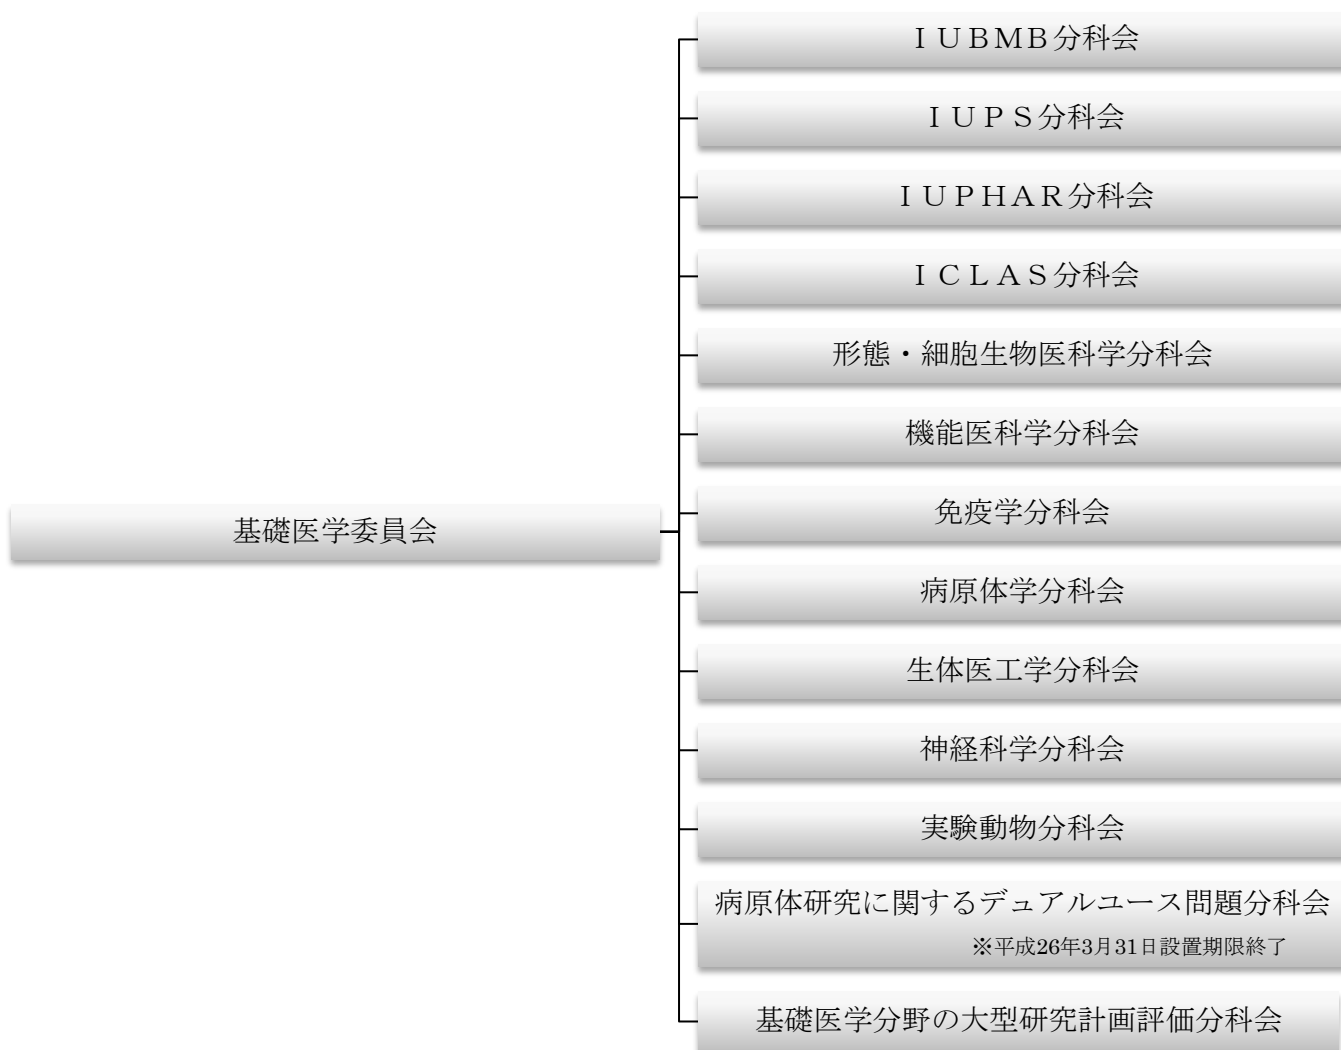 基礎医学委員会
ＩＵＢＭＢ分科会
ＩＵＰＳ分科会
ＩＵＰＨＡＲ分科会
ＩＣＬＡＳ分科会
形態・細胞生物医科学分科会
機能医科学分科会
免疫学分科会
病原体学分科会
生体医工学分科会
神経科学分科会
実験動物分科会
病原体研究に関するデュアルユース問題分科会
※平成26年3月31日設置期限終了
基礎医学分野の大型研究計画評価分科会